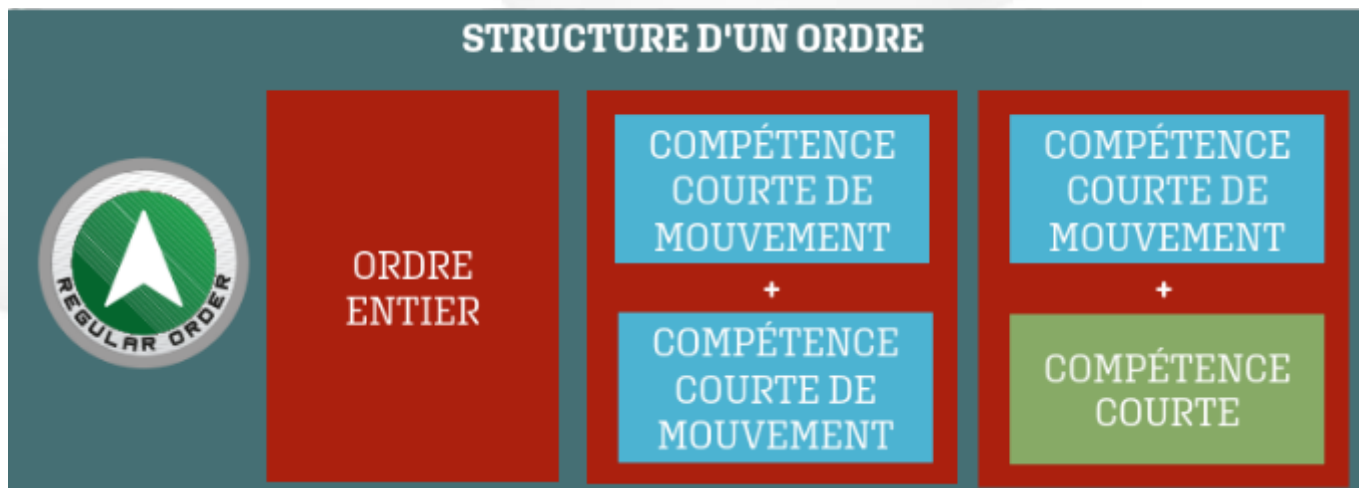 STRUCTURE D'UN ORDRE
REGULAR ORDER
ORDRE
ENTIER
COMPÉTENCE
COURTE DE
MOUVEMENT
+
COMPÉTENCE
COURTE DE
MOUVEMENT
COMPÉTENCE
COURTE DE
MOUVEMENT
+
COMPÉTENCE
COURTE